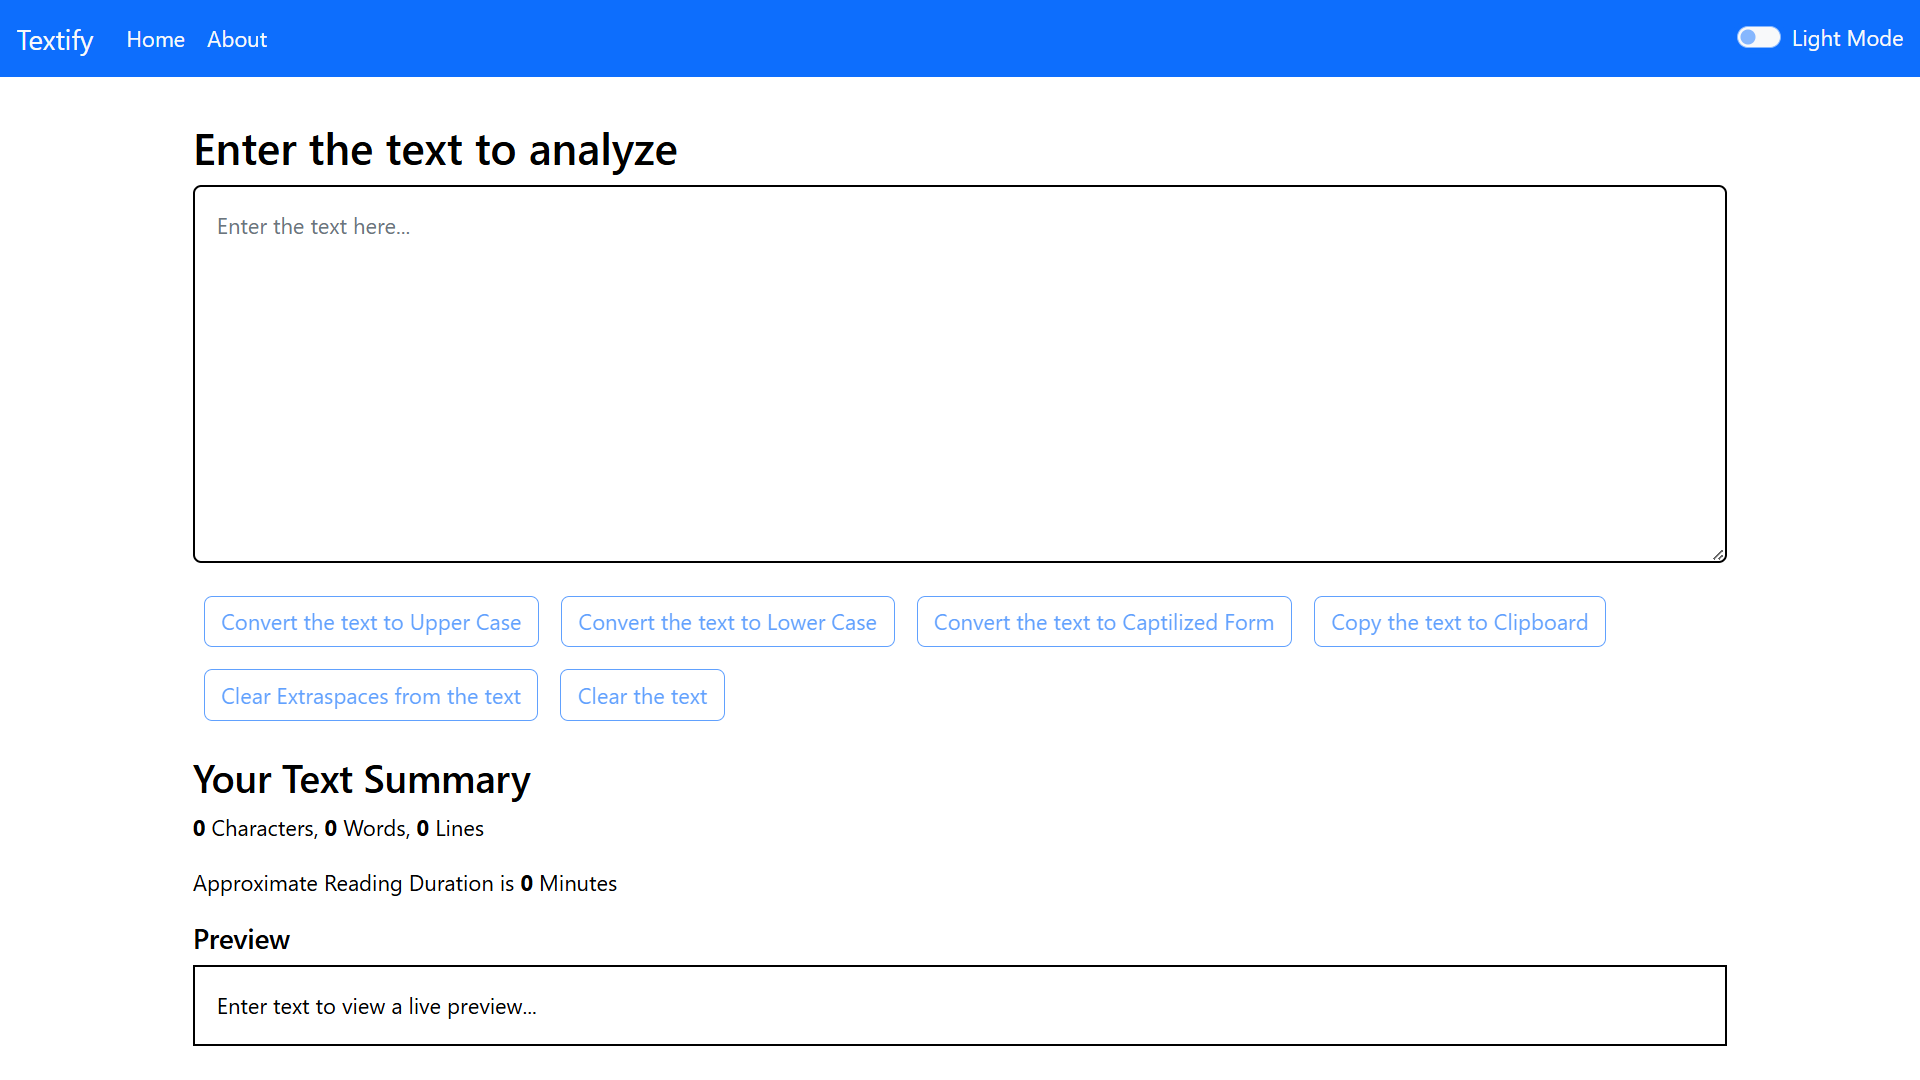 Textify Home About Light Mode
Enter the text to analyze
Enter the text here...
Convert the text to Upper Case Convert the text to Lower Case Convert the text to Captilized Form Copy the text to Clipboard
Clear Extraspaces from the text Clear the text
Your Text Summary
0 Characters, 0 Words, 0 Lines
Approximate Reading Duration is 0 Minutes
Preview
Enter text to view a live preview...